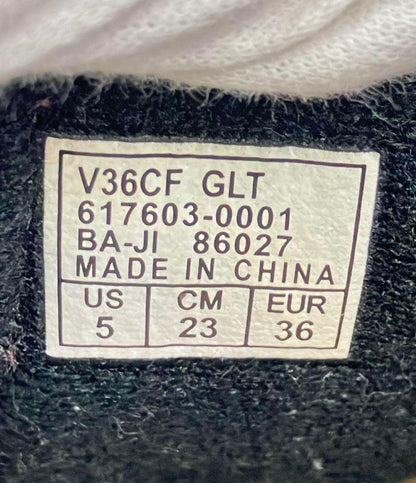 V36CF GLT
617603-0001
BA-JI 86027
MADE IN CHINA
US CM EUR
5 23 36